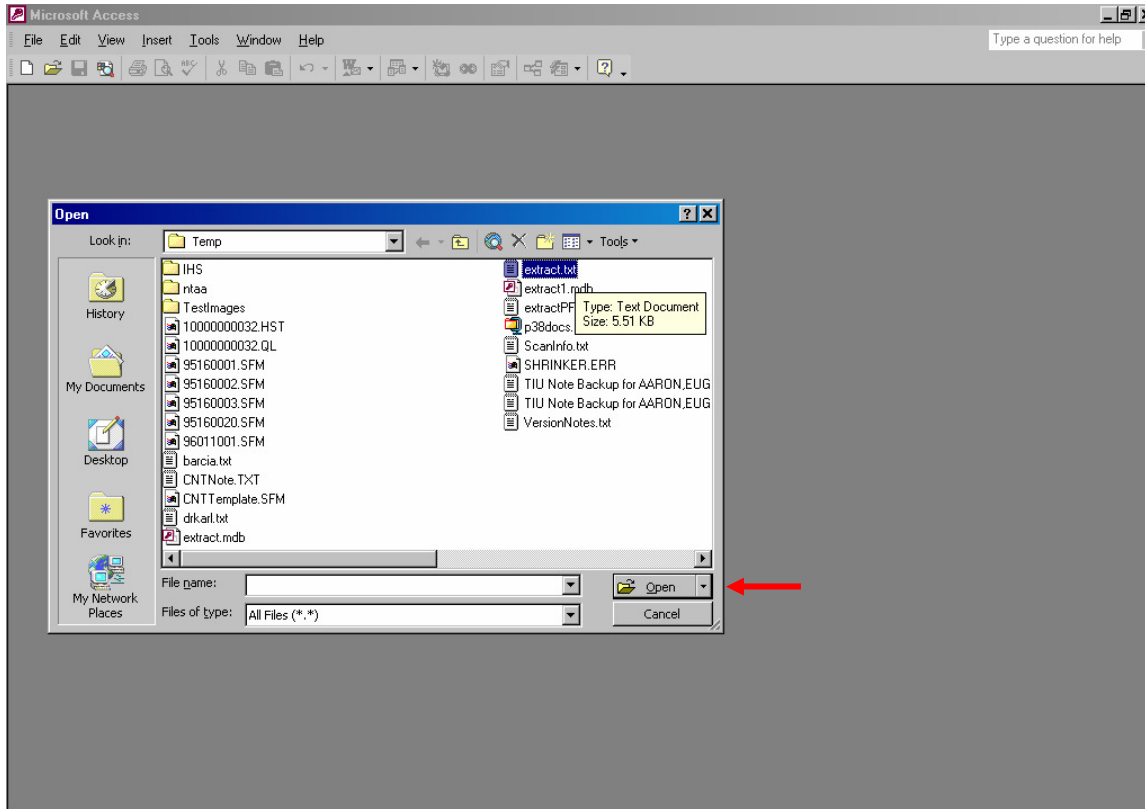 Microsoft Access
File Edit View Insert Tools Window Help
Type a question for help
Open
Look in: Temp Tools
History
My Documents
Desktop
Favorites
My Network
Places
IHS
ntaa
TestImages
10000000032.HST
10000000032.QL
95160001.SFM
95160002.SFM
95160003.SFM
95160020.SFM
96011001.SFM
barcia.txt
CNTNote.TXT
CNTTemplate.SFM
drkarl.txt
extract.mdb
extract.txt
extract1.mdb
extractPF
p38docs.
ScanInfo.txt
SHRINKER.ERR
TIU Note Backup for AARON,EUG
TIU Note Backup for AARON,EUG
VersionNotes.txt
Type: Text Document
Size: 5.51 KB
File name: Open
Files of type: All Files (*.*) Cancel